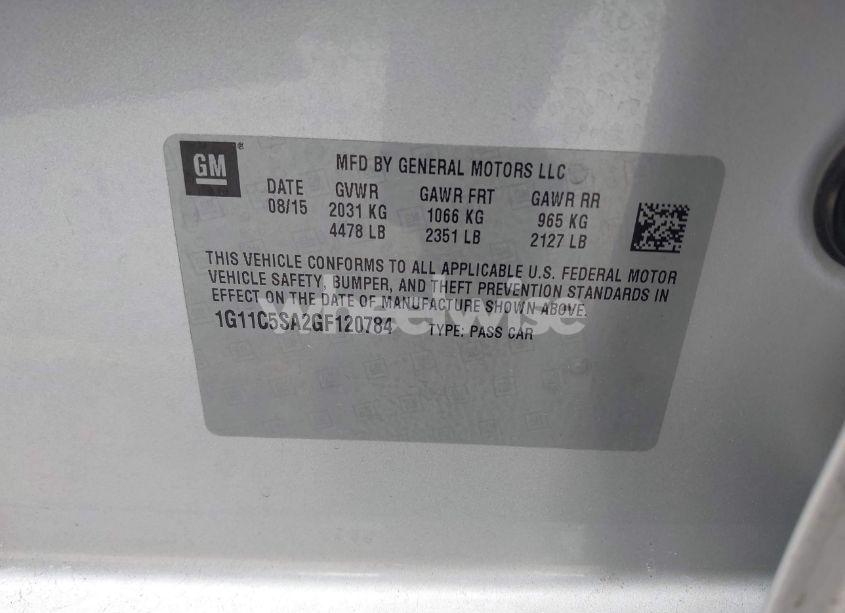 GM®
MFD BY GENERAL MOTORS LLC
DATE GVWR GAWR FRT GAWR RR
08/15 2031 KG 1066 KG 965 KG
4478 LB 2351 LB 2127 LB
THIS VEHICLE CONFORMS TO ALL APPLICABLE U.S. FEDERAL MOTOR
VEHICLE SAFETY, BUMPER, AND THEFT PREVENTION STANDARDS IN
EFFECT ON THE DATE OF MANUFACTURE SHOWN ABOVE.
wheelwise
1G11C5SA2GF120784 TYPE: PASS CAR